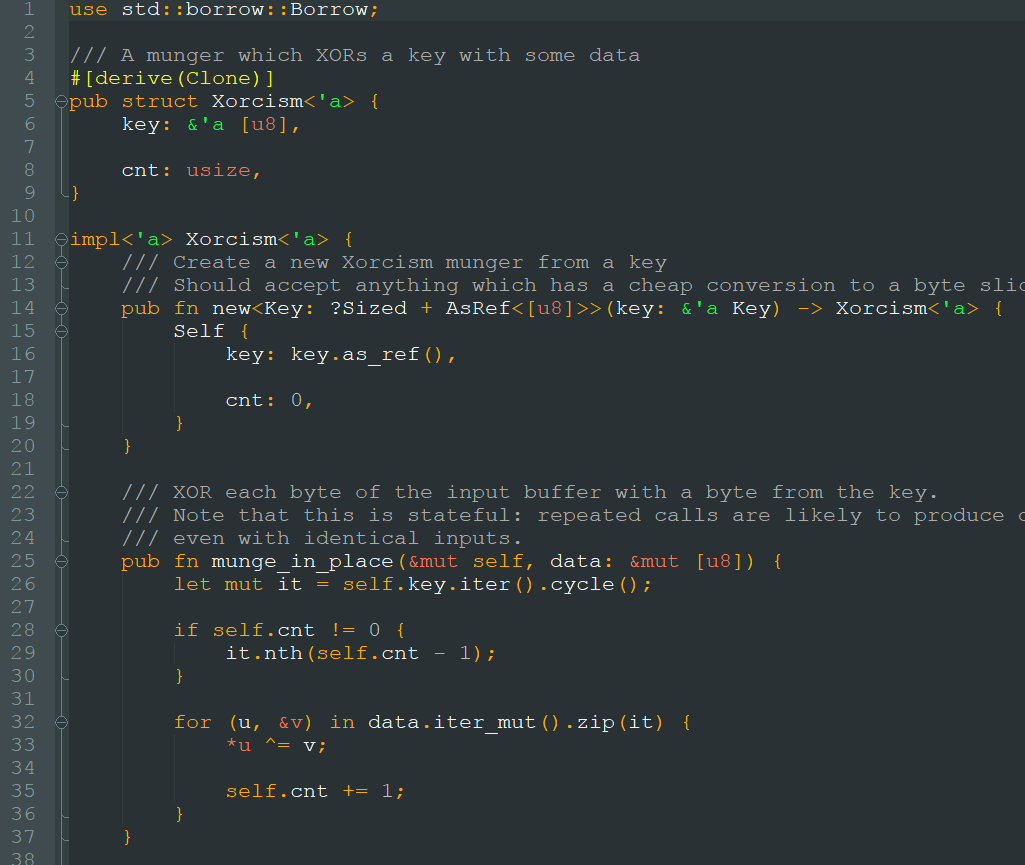 1 use std::borrow::Borrow;
2
3 /// A munger which XORs a key with some data
4 #[derive(Clone)]
5 pub struct Xorcism<'a> {
6 key: &'a [u8],
7
8 cnt: usize,
9 }
10
11 impl<'a> Xorcism<'a> {
12 /// Create a new Xorcism munger from a key
13 /// Should accept anything which has a cheap conversion to a byte slic
14 pub fn new<Key: ?Sized + AsRef<[u8]>>(key: &'a Key) -> Xorcism<'a> {
15 Self {
16 key: key.as_ref(),
17
18 cnt: 0,
19 }
20 }
21
22 /// XOR each byte of the input buffer with a byte from the key.
23 /// Note that this is stateful: repeated calls are likely to produce
24 /// even with identical inputs.
25 pub fn munge_in_place(&mut self, data: &mut [u8]) {
26 let mut it = self.key.iter().cycle();
27
28 if self.cnt != 0 {
29 it.nth(self.cnt - 1);
30 }
31
32 for (u, &v) in data.iter_mut().zip(it) {
33 *u ^= v;
34
35 self.cnt += 1;
36 }
37 }
38